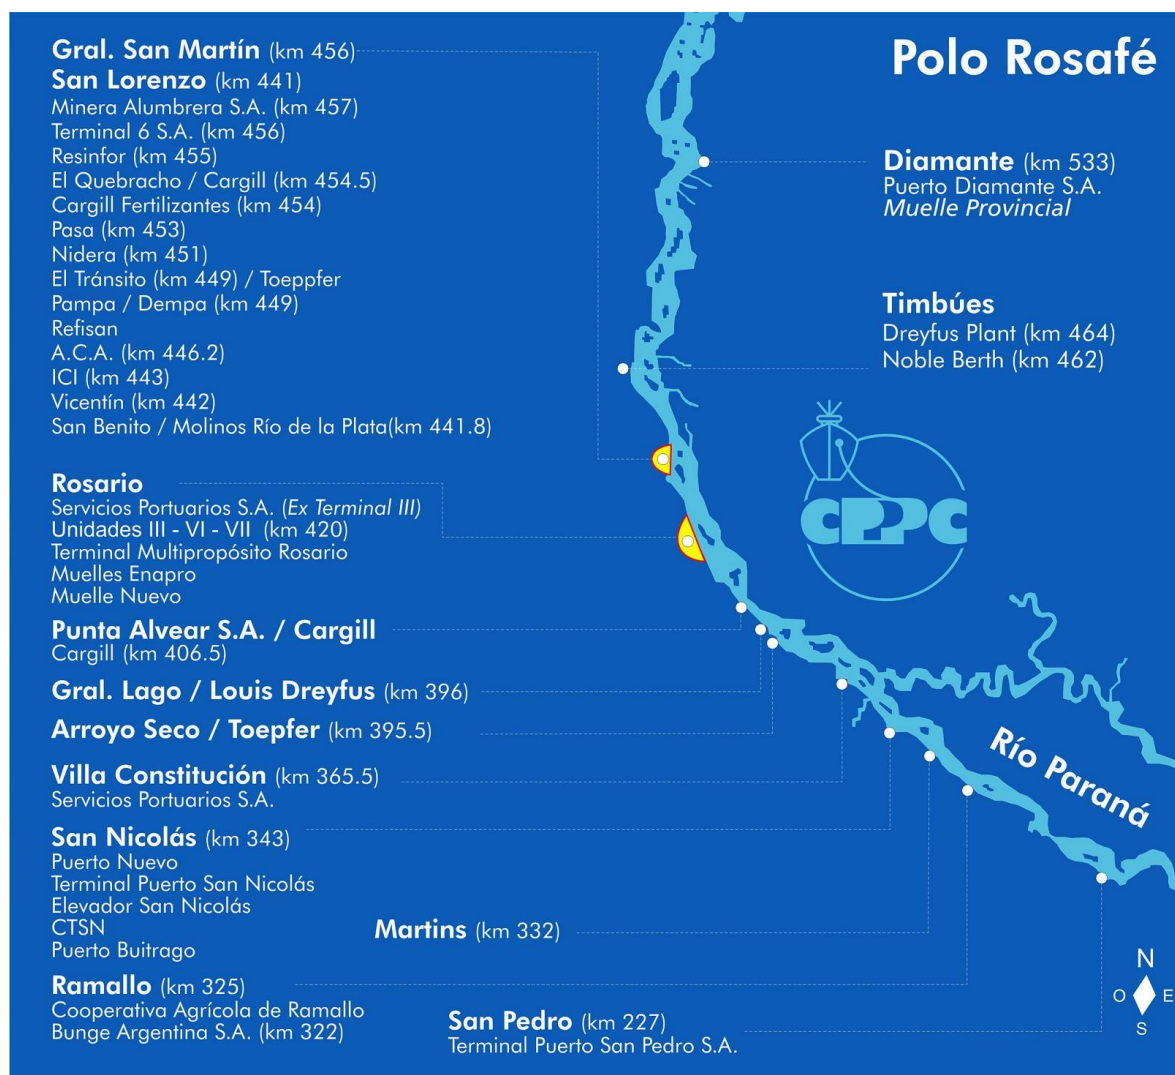 Polo Rosafé
Gral. San Martín (km 456)
San Lorenzo (km 441)
Minera Alumbrera S.A. (km 457)
Terminal 6 S.A. (km 456)
Resinfor (km 455)
El Quebracho / Cargill (km 454.5)
Cargill Fertilizantes (km 454)
Pasa (km 453)
Nidera (km 451)
El Tránsito (km 449) / Toeppfer
Pampa / Dempa (km 449)
Refisan
A.C.A. (km 446.2)
ICI (km 443)
Vicentín (km 442)
San Benito / Molinos Río de la Plata(km 441.8)
Rosario
Servicios Portuarios S.A. (Ex Terminal III)
Unidades III - VI - VII (km 420)
Terminal Multipropósito Rosario
Muelles Enapro
Muelle Nuevo
Punta Alvear S.A. / Cargill
Cargill (km 406.5)
Gral. Lago / Louis Dreyfus (km 396)
Arroyo Seco / Toepfer (km 395.5)
Villa Constitución (km 365.5)
Servicios Portuarios S.A.
San Nicolás (km 343)
Puerto Nuevo
Terminal Puerto San Nicolás
Elevador San Nicolás
CTSN
Puerto Buitrago
Martins (km 332)
Ramallo (km 325)
Cooperativa Agrícola de Ramallo
Bunge Argentina S.A. (km 322)
San Pedro (km 227)
Terminal Puerto San Pedro S.A.
Diamante (km 533)
Puerto Diamante S.A.
Muelle Provincial
Timbúes
Dreyfus Plant (km 464)
Noble Berth (km 462)
CPPC
Río Paraná
N
O E
S